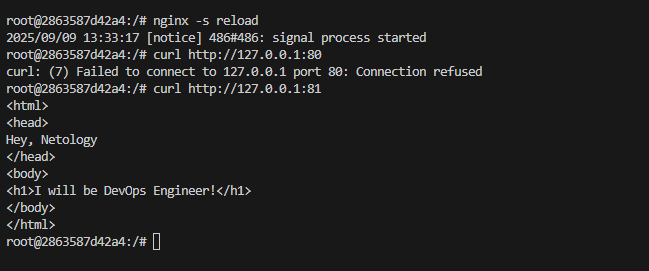 root@2863587d42a4:/# nginx -s reload
2025/09/09 13:33:17 [notice] 486#486: signal process started
root@2863587d42a4:/# curl http://127.0.0.1:80
curl: (7) Failed to connect to 127.0.0.1 port 80: Connection refused
root@2863587d42a4:/# curl http://127.0.0.1:81
<html>
<head>
Hey, Netology
</head>
<body>
<h1>I will be DevOps Engineer!</h1>
</body>
</html>
root@2863587d42a4:/#